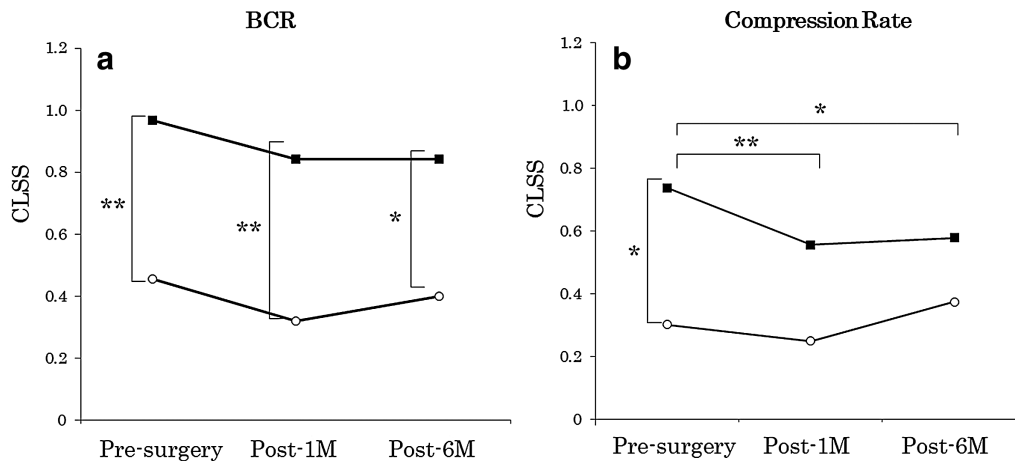 BCR
a
CLSS
1.2
1.0
0.8
0.6
0.4
0.2
0
**
**
*
Pre-surgery Post-1M Post-6M
Compression Rate
b
CLSS
1.2
1.0
0.8
0.6
0.4
0.2
0
*
**
*
Pre-surgery Post-1M Post-6M